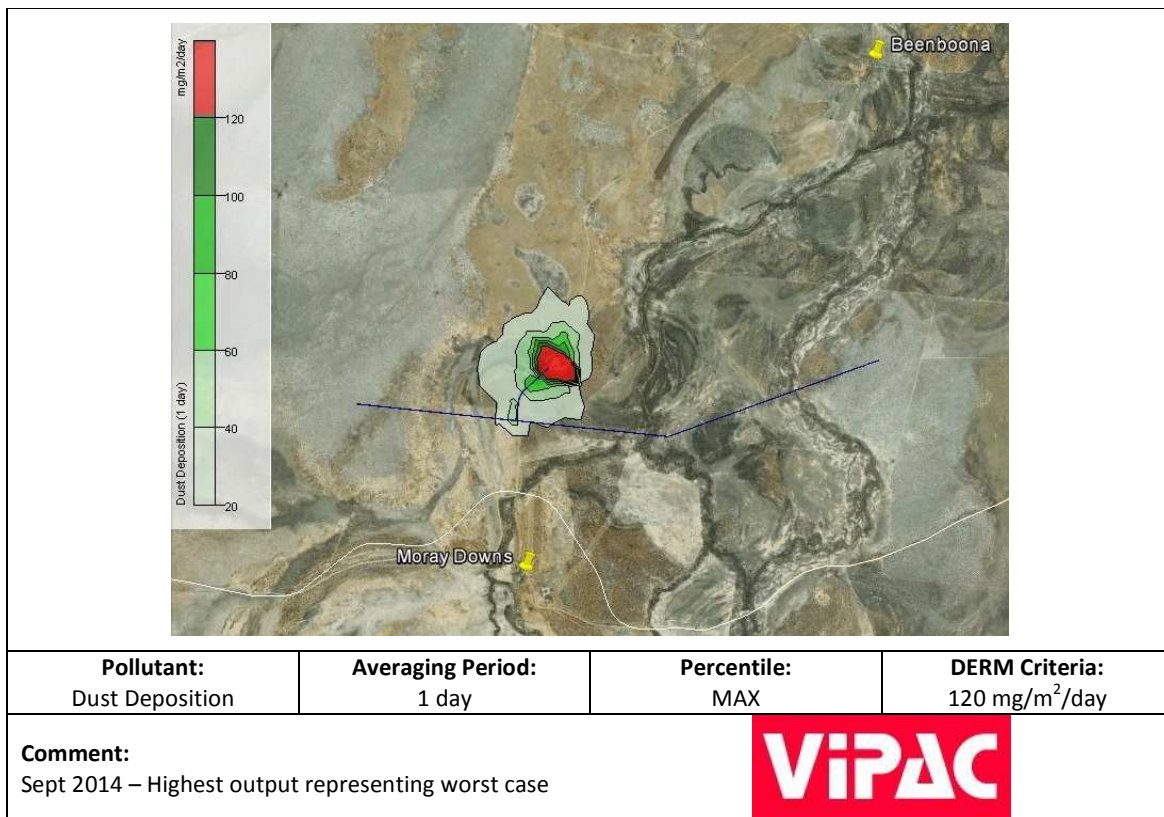 mg/m2/day
120
100
80
60
40
20
Dust Deposition (1 day)
Beenboona
Moray Downs
Pollutant:
Dust Deposition
Averaging Period:
1 day
Percentile:
MAX
DERM Criteria:
120 mg/m²/day
Comment:
Sept 2014 – Highest output representing worst case
ViPAC